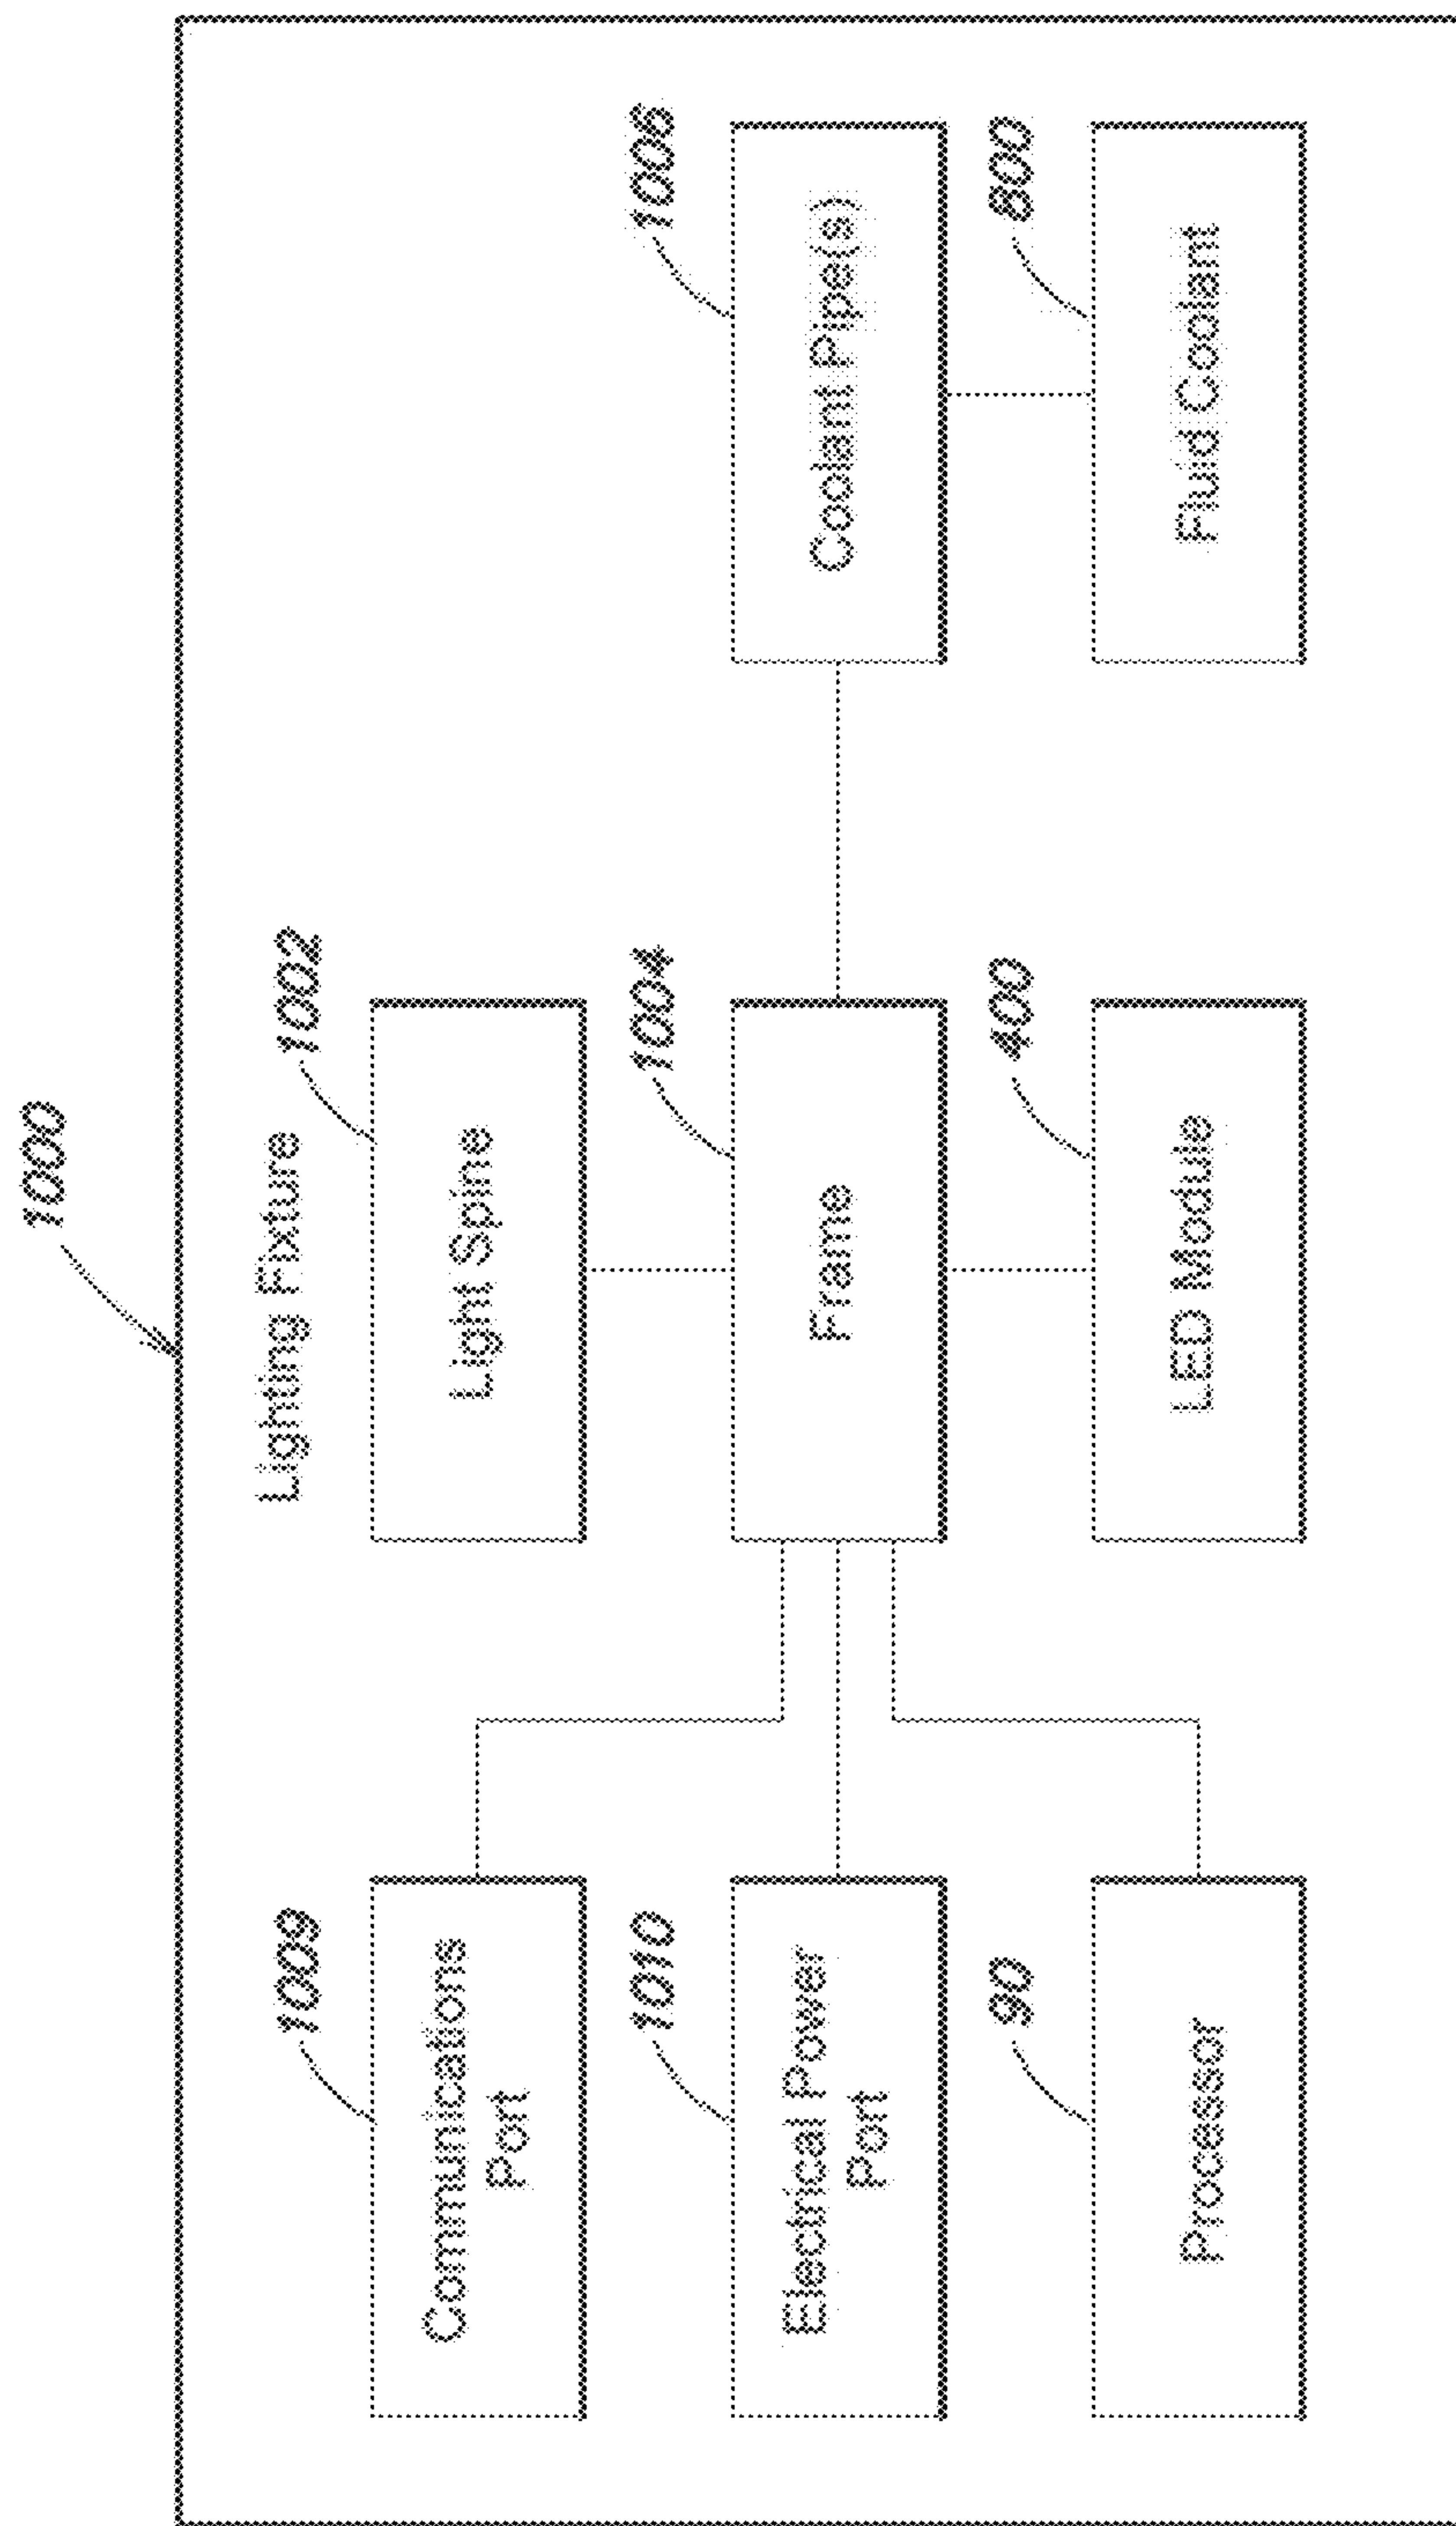 1000
Lighting Fixture
1009
1002
Communications
Port
Light Spine
1010
1004
1006
Electrical Power
Port
Frame
Coolant Pipe(s)
90
400
800
Processor
LED Module
Fluid Coolant